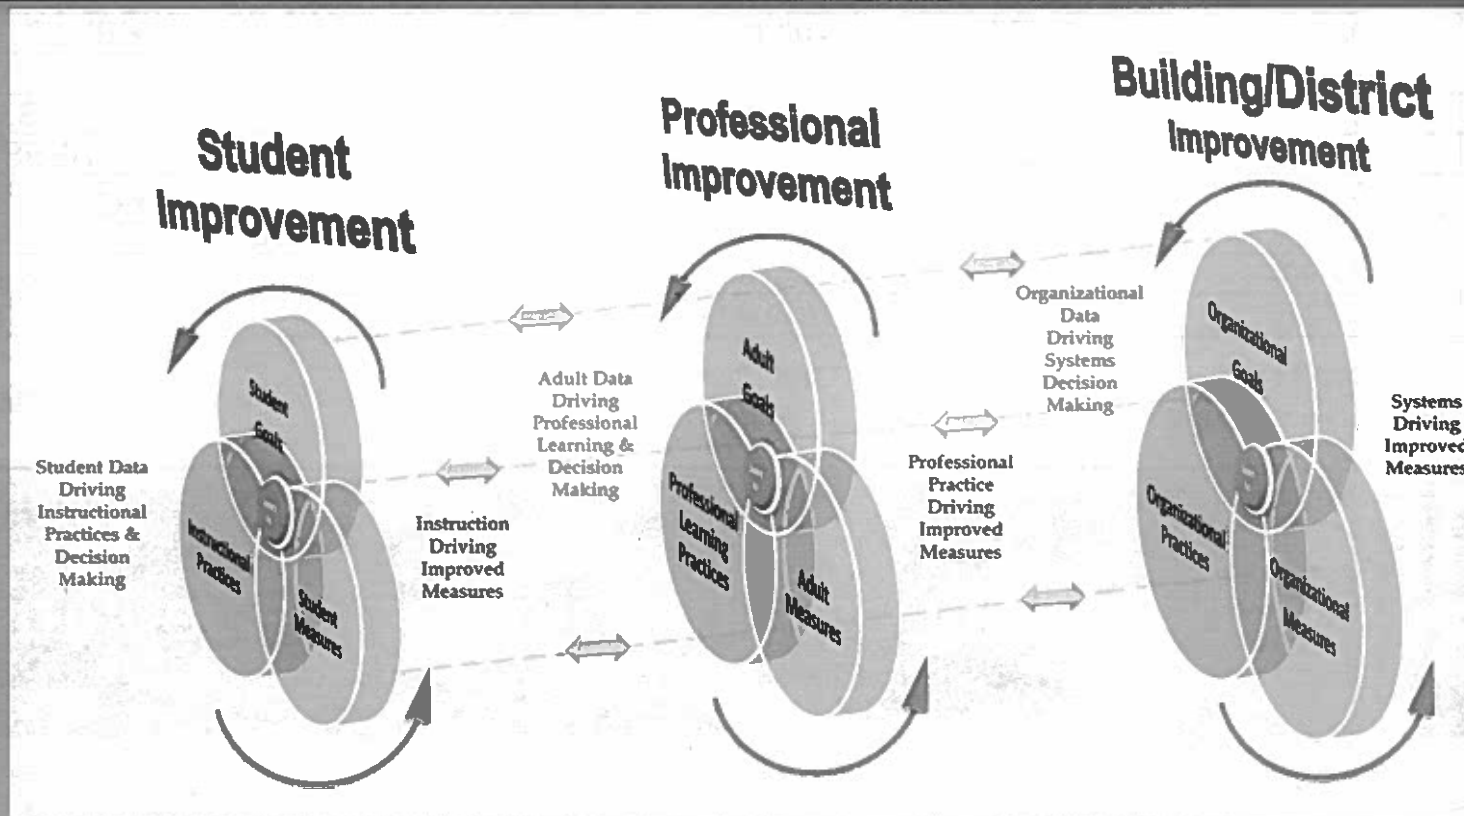 Student
Improvement
Professional
Improvement
Building/District
Improvement
Student
Goals
Instructional
Practices
Student
Measures
Student Data
Driving
Instructional
Practices &
Decision
Making
Instruction
Driving
Improved
Measures
Adult Data
Driving
Professional
Learning &
Decision
Making
Adult
Goals
Professional
Learning
Practices
Adult
Measures
Professional
Practice
Driving
Improved
Measures
Organizational
Data
Driving
Systems
Decision
Making
Organizational
Goals
Organizational
Practices
Organizational
Measures
Systems
Driving
Improved
Measures